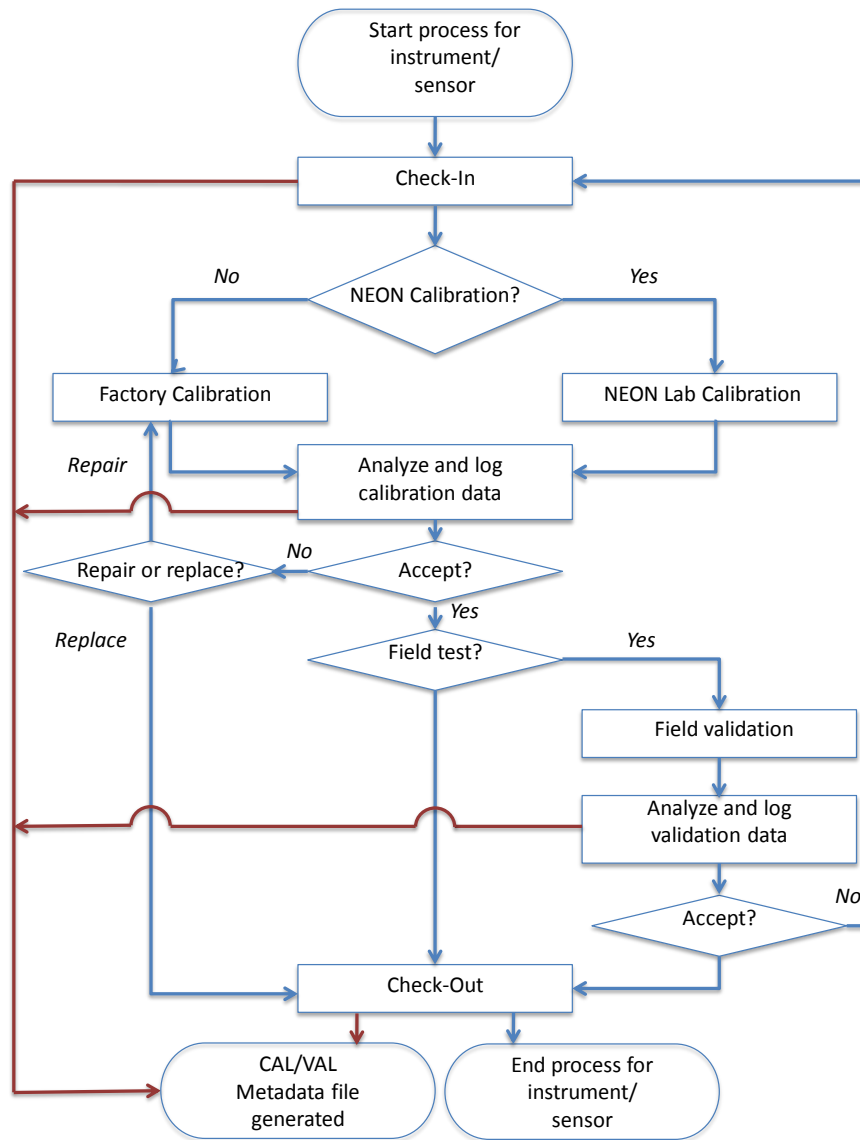 Start process for
instrument/
sensor
Check-In
No
Yes
NEON Calibration?
Factory Calibration
NEON Lab Calibration
Repair
Analyze and log
calibration data
No
Repair or replace?
Accept?
Yes
Replace
Yes
Field test?
Field validation
Analyze and log
validation data
No
Accept?
Check-Out
CAL/VAL
Metadata file
generated
End process for
instrument/
sensor